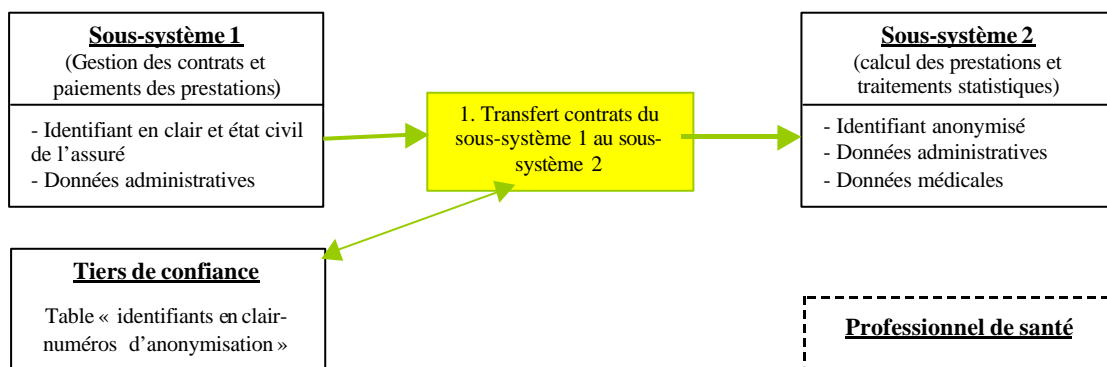 Sous-système 1
(Gestion des contrats et
paiements des prestations)
- Identifiant en clair et état civil
de l'assuré
- Données administratives
1. Transfert contrats du
sous-système 1 au sous-
système 2
Sous-système 2
(calcul des prestations et
traitements statistiques)
- Identifiant anonymisé
- Données administratives
- Données médicales
Tiers de confiance
Table « identifiants en clair-
numéros d'anonymisation »
Professionnel de santé